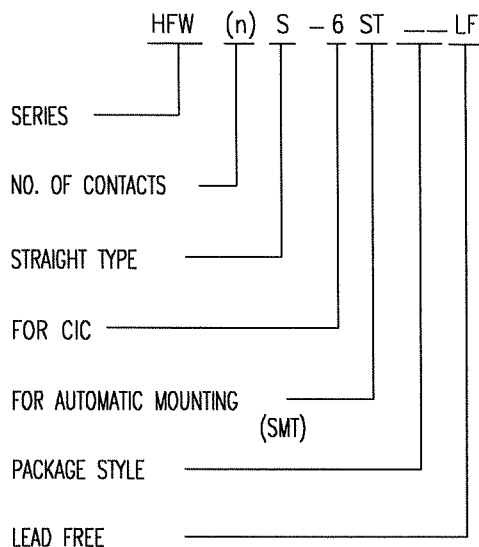 HFW (n) S - 6 ST __ LF
SERIES
NO. OF CONTACTS
STRAIGHT TYPE
FOR CIC
FOR AUTOMATIC MOUNTING
(SMT)
PACKAGE STYLE
LEAD FREE